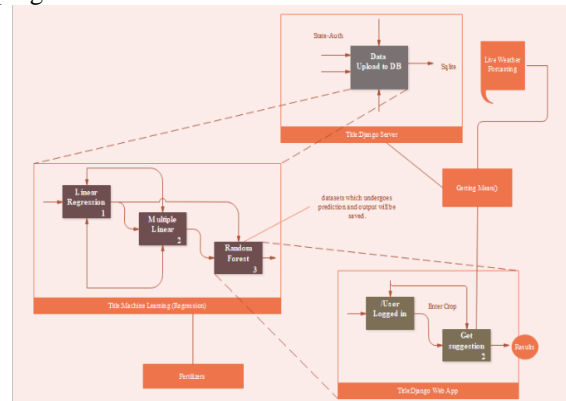 State-Auth
Data
Upload to DB
Sqlite
Live Weather
Forcasting
Title:Django Server
Linear
Regression
1
Multiple
Linear
2
Random
Forest
3
datasets which undergoes
prediction and output will be
saved.
Getting Mean()
Title:Machine Learning (Regression)
Fertilizers
/User
Logged in
Enter Crop
Get
suggestion
2
Results
Title:Django Web App